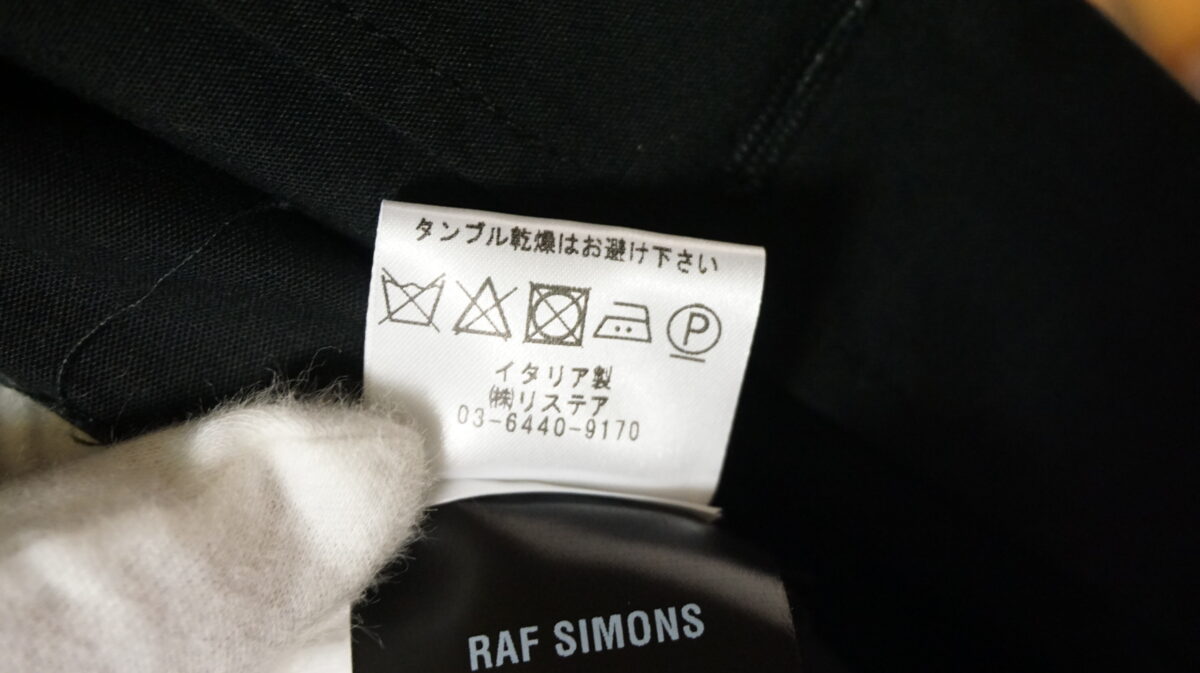 タンブル乾燥はお避け下さい
P
イタリア製
㈱リステア
03-6440-9170
RAF SIMONS